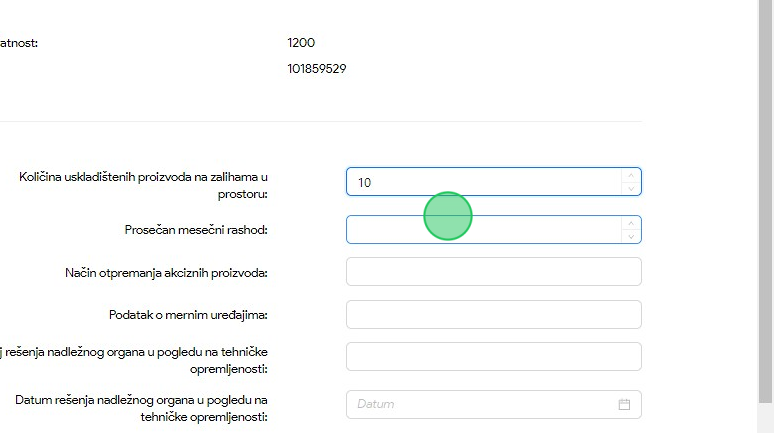 atnost:
1200
101859529
Količina uskladištenih proizvoda na zalihama u
prostoru:
10
Prosečan mesečni rashod:
Način otpremanja akciznih proizvoda:
Podatak o mernim uređajima:
j rešenja nadležnog organa u pogledu na tehničke
opremljenosti:
Datum rešenja nadležnog organa u pogledu na
tehničke opremljenosti:
Datum